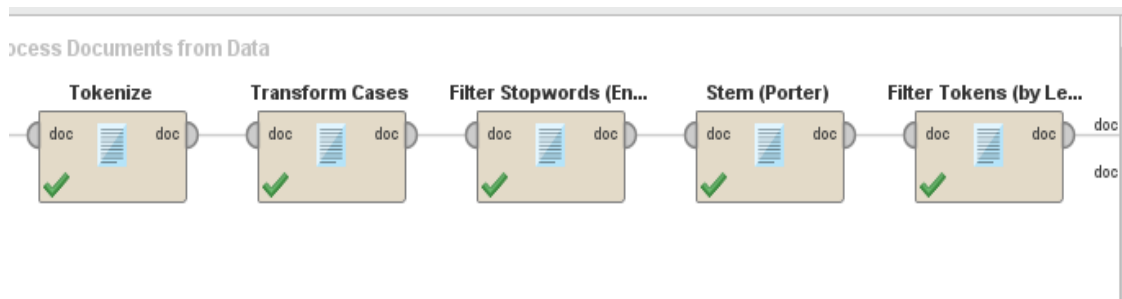 ocess Documents from Data
Tokenize
Transform Cases
Filter Stopwords (En...
Stem (Porter)
Filter Tokens (by Le...
doc doc
doc doc
doc doc
doc doc
doc doc
doc
doc